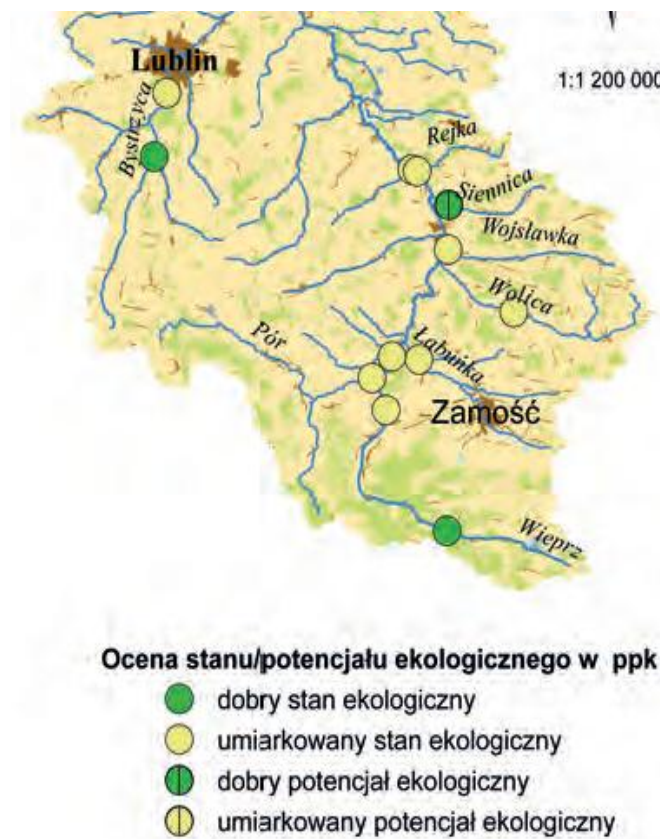 Lublin
1:1 200 000
Bystrzyca
Rejka
Siennica
Wojsławka
Wolica
Pór
Łabuńka
Zamość
Wieprz
Ocena stanu/potencjału ekologicznego w ppk
dobry stan ekologiczny
umiarkowany stan ekologiczny
dobry potencjał ekologiczny
umiarkowany potencjał ekologiczny